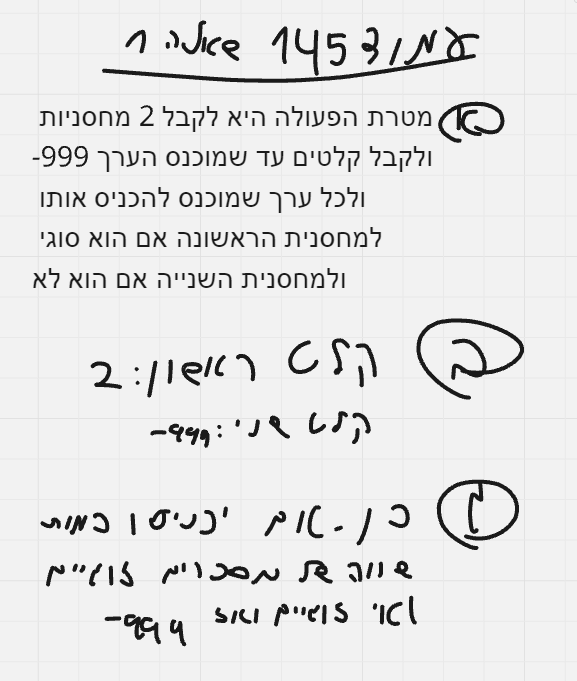 עמוד 145 שאלה 1
א מטרת הפעולה היא לקבל 2 מחסניות
ולקבל קלטים עד שמוכנס הערך 999-
ולכל ערך שמוכנס להכניס אותו
למחסנית הראשונה אם הוא סוגי
ולמחסנית השנייה אם הוא לא
ב קלט ראשון: 2
קלט שני: 999-
ג כן. אם יכניסו כמות
שווה של מספרים זוגיים
לאי זוגיים ואז 999-